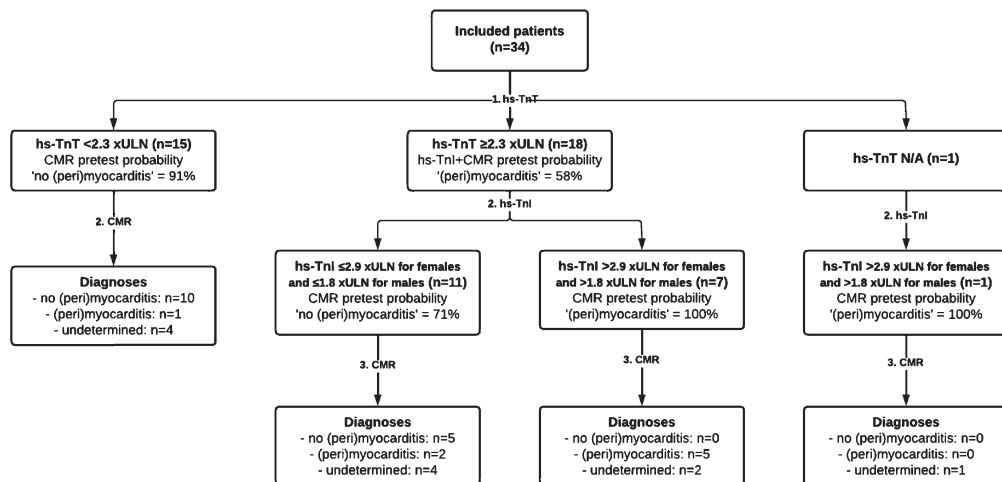 Included patients
(n=34)
1. hs-TnT
hs-TnT <2.3 xULN (n=15)
CMR pretest probability
'no (peri)myocarditis' = 91%
hs-TnT ≥2.3 xULN (n=18)
hs-TnI+CMR pretest probability
'(peri)myocarditis' = 58%
hs-TnT N/A (n=1)
2. CMR
2. hs-TnI
2. hs-TnI
Diagnoses
- no (peri)myocarditis: n=10
- (peri)myocarditis: n=1
- undetermined: n=4
hs-TnI ≤2.9 xULN for females
and ≤1.8 xULN for males (n=11)
CMR pretest probability
'no (peri)myocarditis' = 71%
hs-TnI >2.9 xULN for females
and >1.8 xULN for males (n=7)
CMR pretest probability
'(peri)myocarditis' = 100%
hs-TnI >2.9 xULN for females
and >1.8 xULN for males (n=1)
CMR pretest probability
'(peri)myocarditis' = 100%
3. CMR
3. CMR
3. CMR
Diagnoses
- no (peri)myocarditis: n=5
- (peri)myocarditis: n=2
- undetermined: n=4
Diagnoses
- no (peri)myocarditis: n=0
- (peri)myocarditis: n=5
- undetermined: n=2
Diagnoses
- no (peri)myocarditis: n=0
- (peri)myocarditis: n=0
- undetermined: n=1